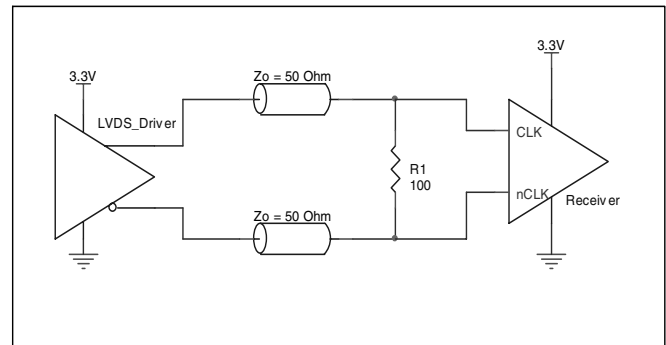 3.3V
LVDS_Driver
Zo = 50 Ohm
Zo = 50 Ohm
R1
100
3.3V
CLK
nCLK
Receiver